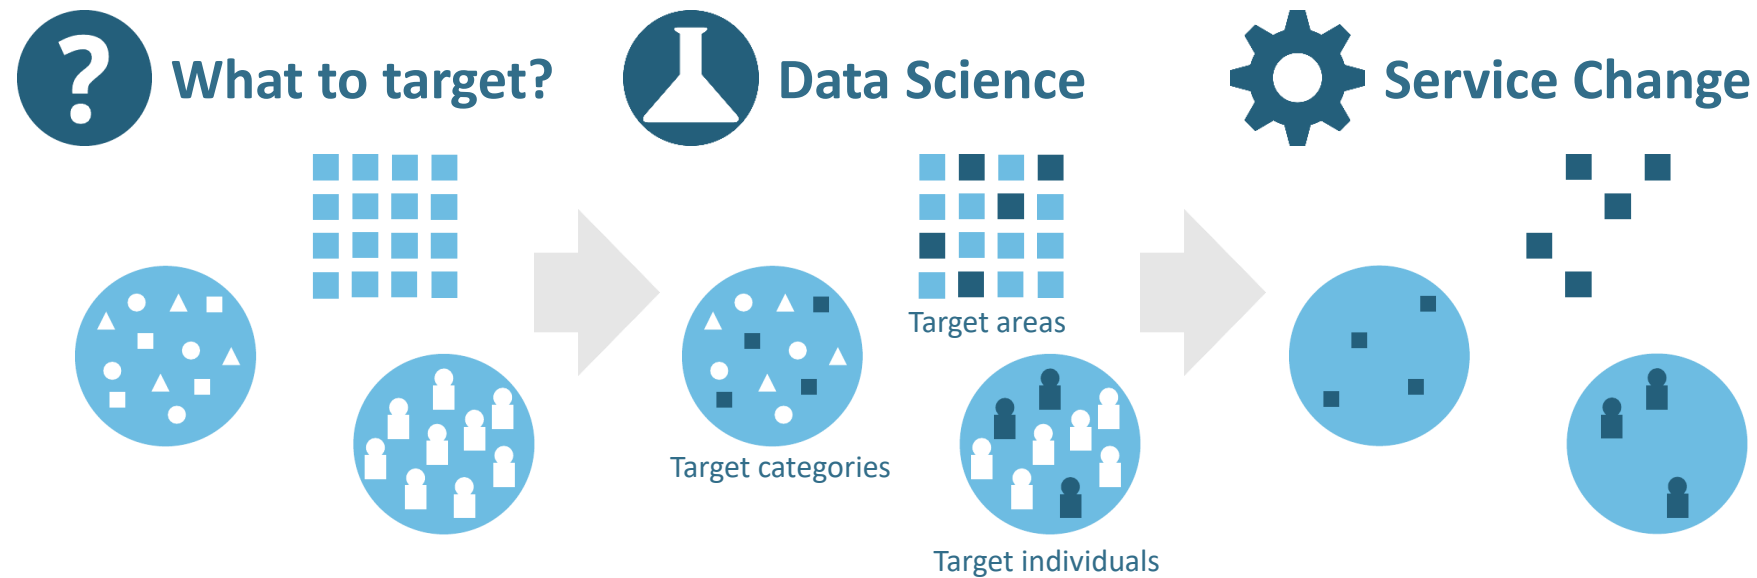 ?
What to target?
Data Science
Service Change
Target areas
Target categories
Target individuals